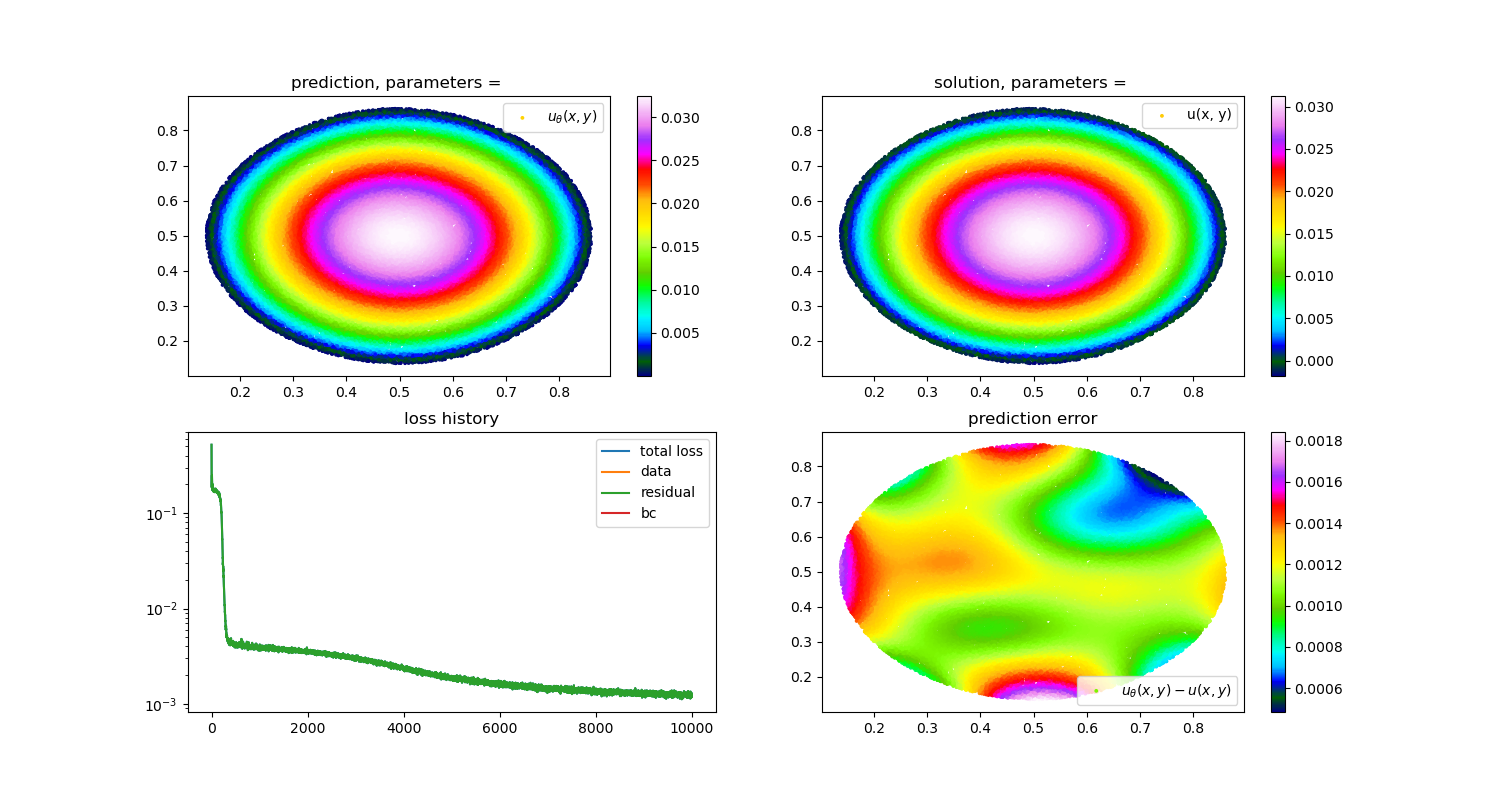 prediction, parameters =
solution, parameters =
u_θ(x, y)
u(x, y)
0.8
0.7
0.6
0.5
0.4
0.3
0.2
0.2 0.3 0.4 0.5 0.6 0.7 0.8
0.030
0.025
0.020
0.015
0.010
0.005
0.8
0.7
0.6
0.5
0.4
0.3
0.2
0.2 0.3 0.4 0.5 0.6 0.7 0.8
0.030
0.025
0.020
0.015
0.010
0.005
0.000
loss history
total loss
data
residual
bc
10⁻¹
10⁻²
10⁻³
0 2000 4000 6000 8000 10000
prediction error
0.8
0.7
0.6
0.5
0.4
0.3
0.2
u_θ(x, y) − u(x, y)
0.2 0.3 0.4 0.5 0.6 0.7 0.8
0.0018
0.0016
0.0014
0.0012
0.0010
0.0008
0.0006